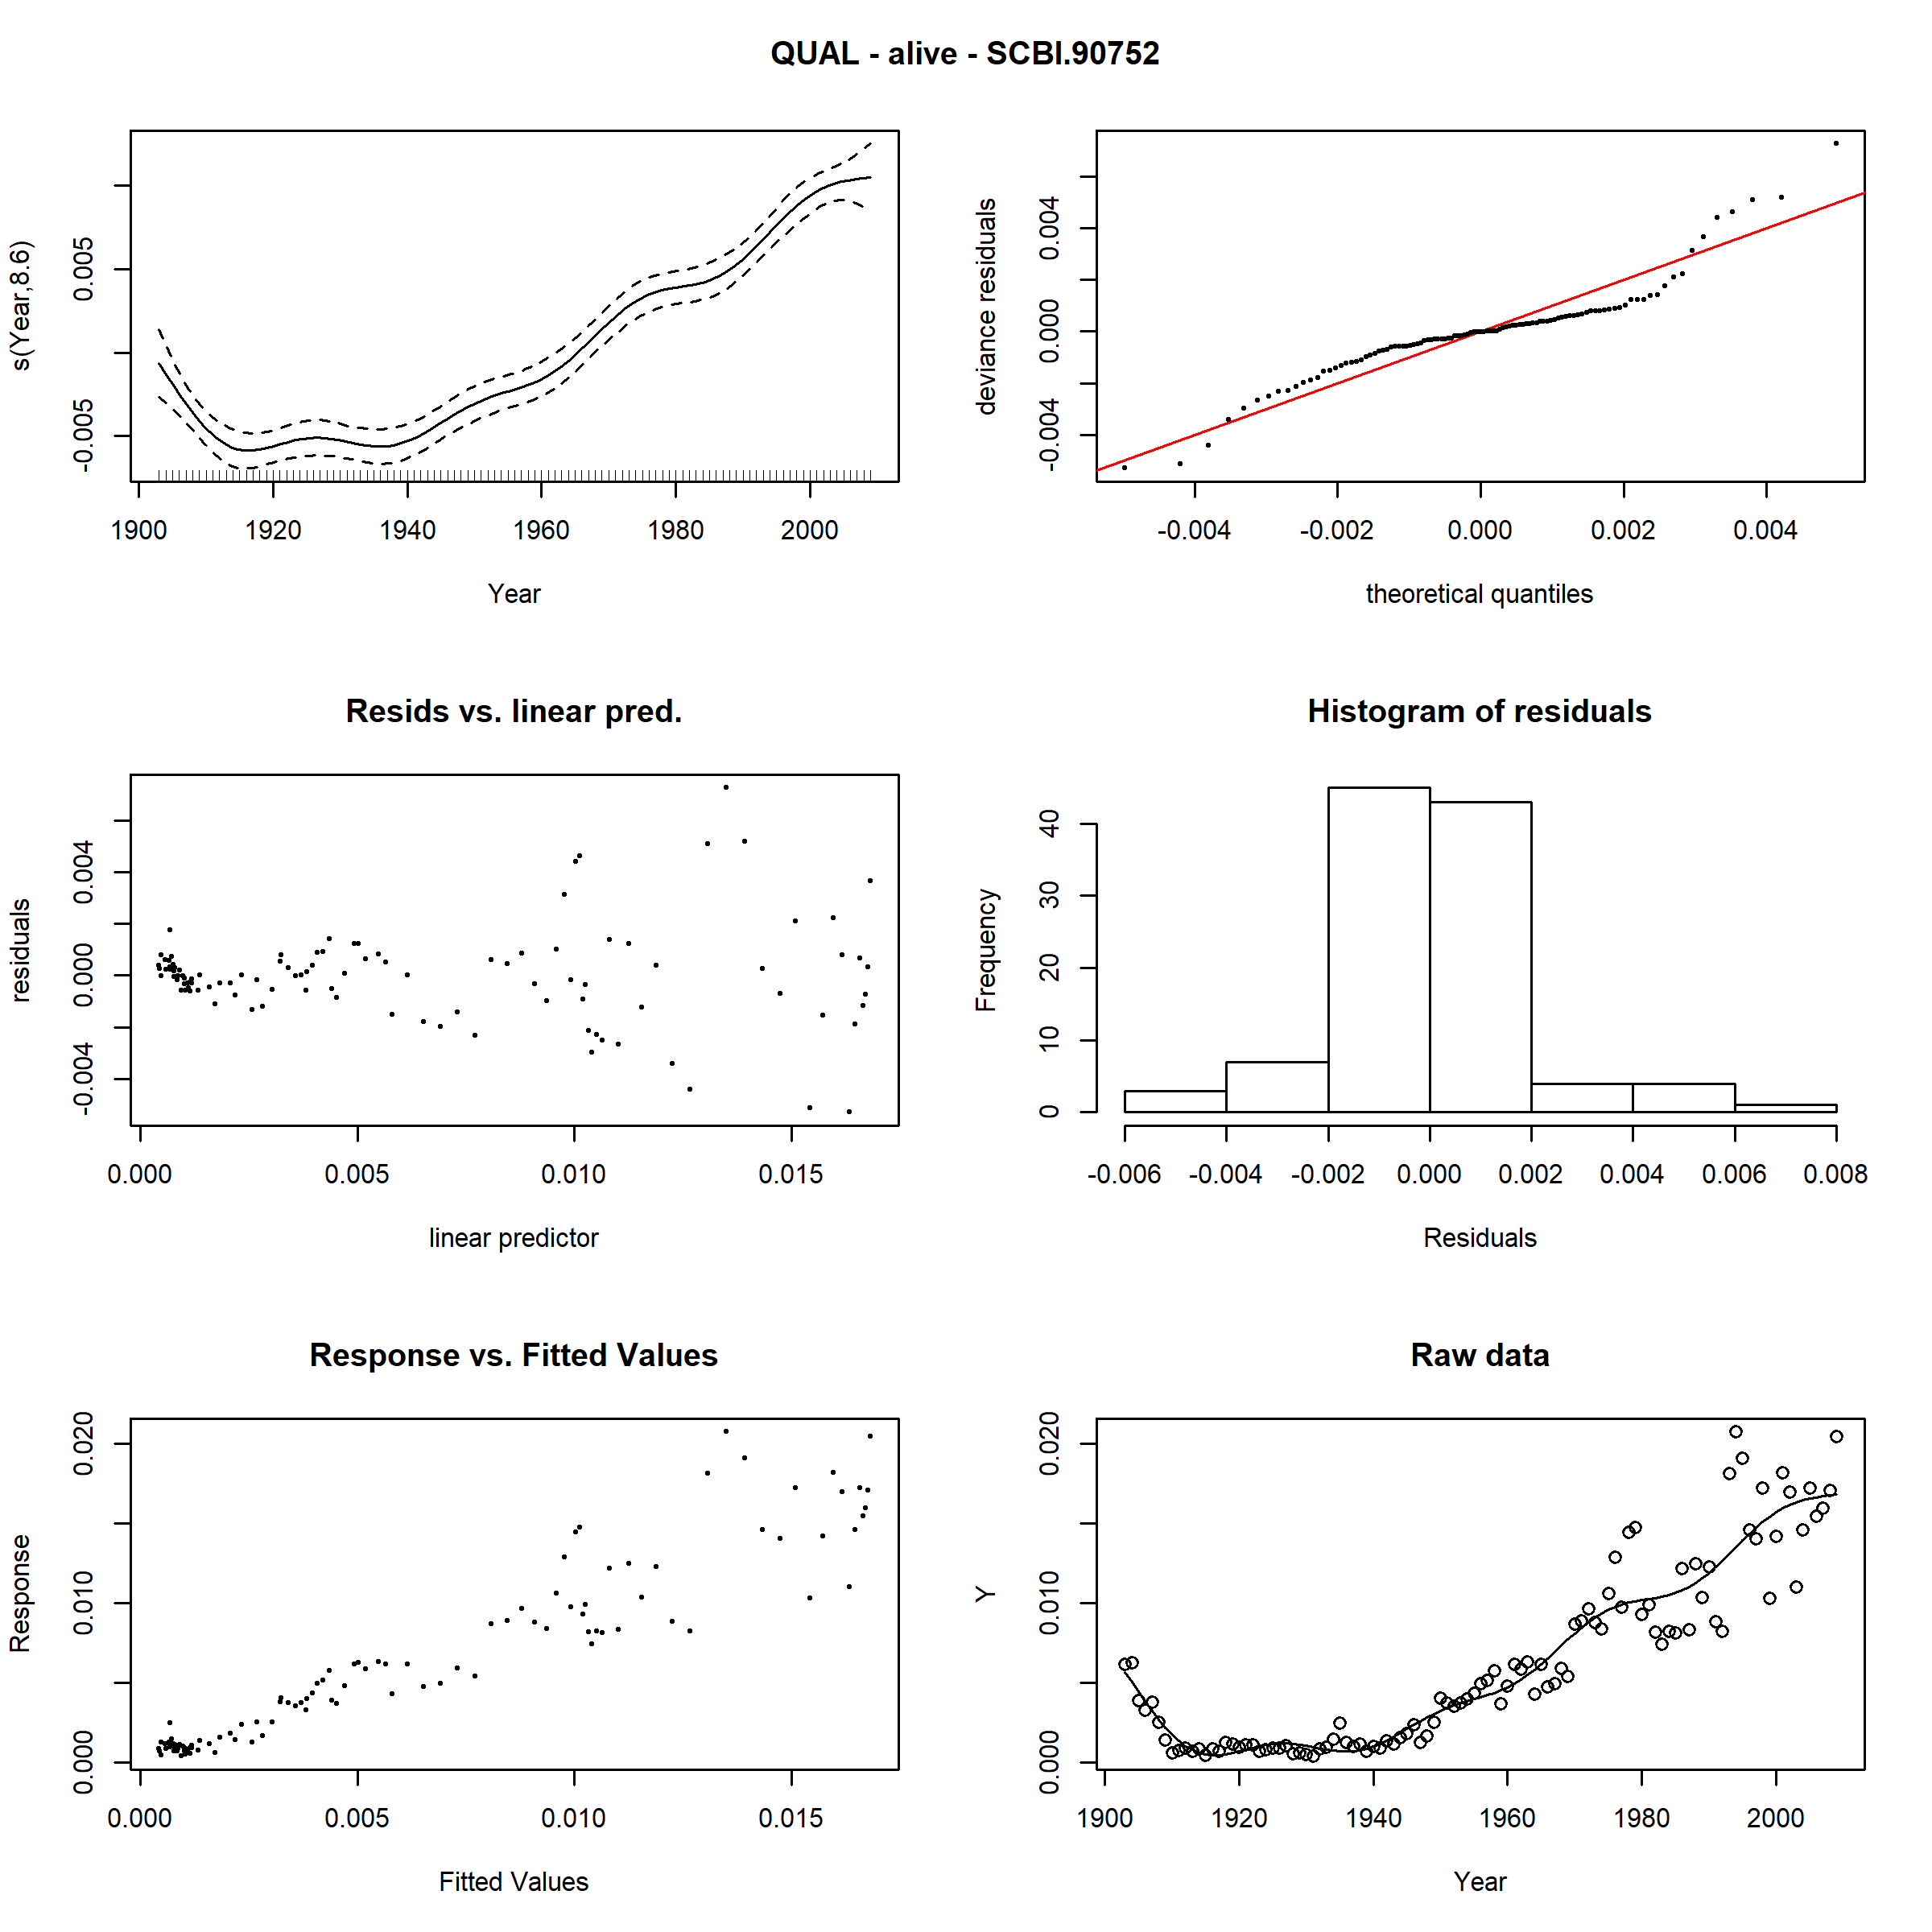 QUAL - alive - SCBI.90752
s(Year,8.6)
-0.005 0.005
1900 1920 1940 1960 1980 2000
Year
deviance residuals
-0.004 0.000 0.004
-0.004 -0.002 0.000 0.002 0.004
theoretical quantiles
Resids vs. linear pred.
residuals
-0.004 0.000 0.004
0.000 0.005 0.010 0.015
linear predictor
Histogram of residuals
Frequency
0 10 20 30 40
-0.006 -0.004 -0.002 0.000 0.002 0.004 0.006 0.008
Residuals
Response vs. Fitted Values
Response
0.000 0.010 0.020
0.000 0.005 0.010 0.015
Fitted Values
Raw data
Y
0.000 0.010 0.020
1900 1920 1940 1960 1980 2000
Year